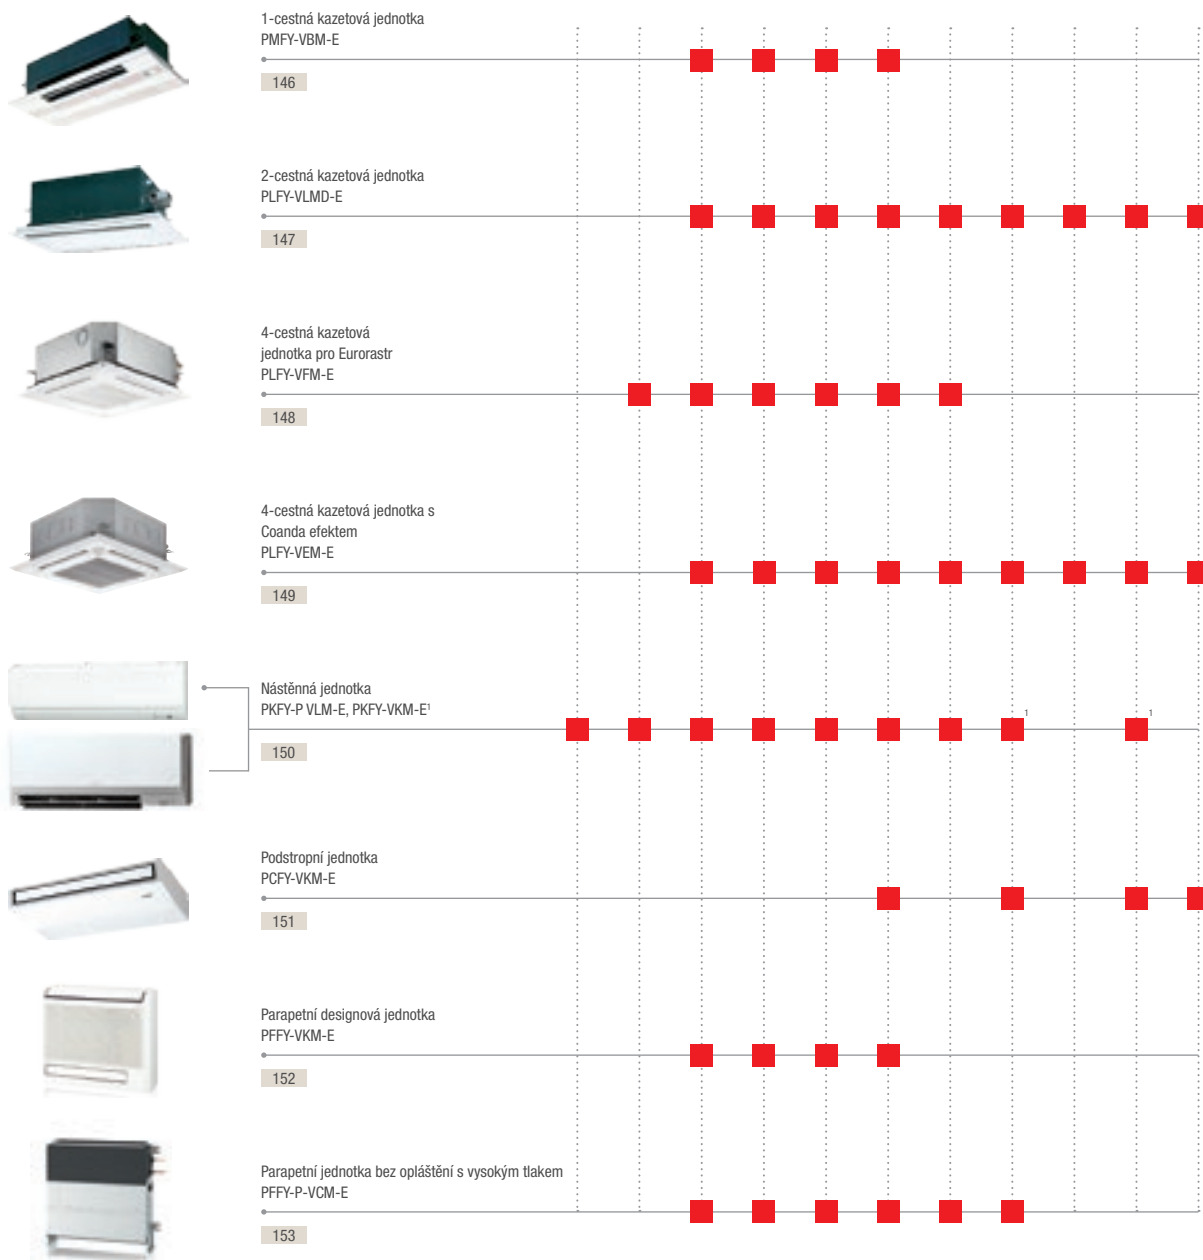 1-cestná kazetová jednotka
PMFY-VBM-E
146
2-cestná kazetová jednotka
PLFY-VLMD-E
147
4-cestná kazetová
jednotka pro Eurorastr
PLFY-VFM-E
148
4-cestná kazetová jednotka s
Coanda efektem
PLFY-VEM-E
149
Nástěnná jednotka
PKFY-P VLM-E, PKFY-VKM-E¹
1 1
150
Podstropní jednotka
PCFY-VKM-E
151
Parapetní designová jednotka
PFFY-VKM-E
152
Parapetní jednotka bez opláštění s vysokým tlakem
PFFY-P-VCM-E
153